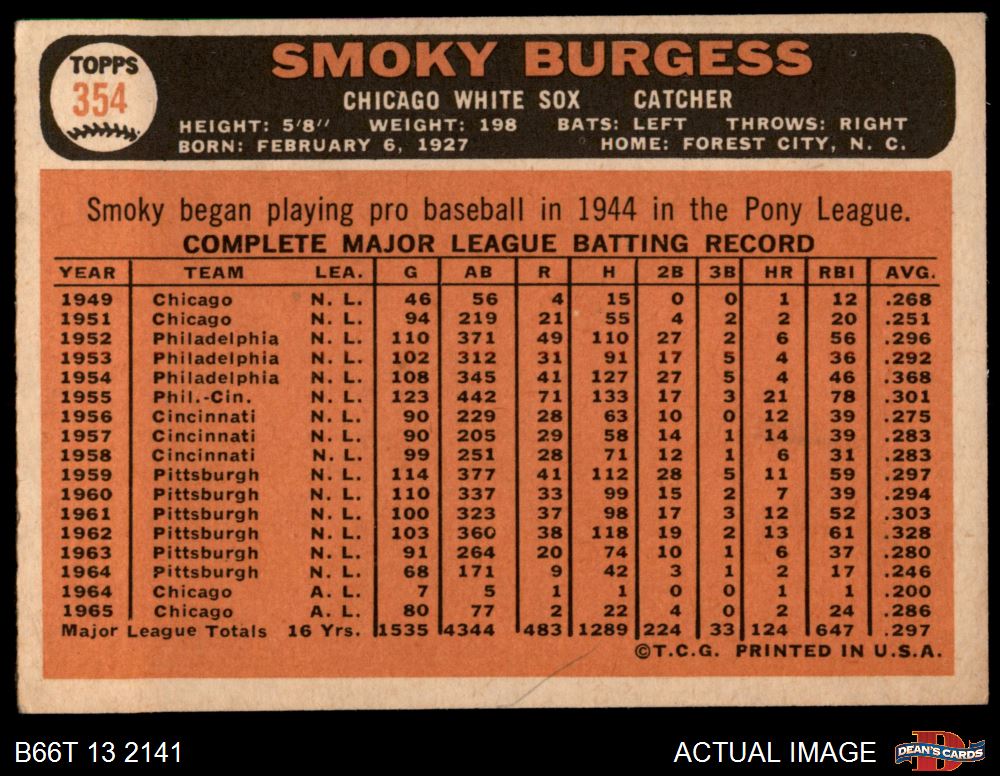 TOPPS
354
SMOKY BURGESS
CHICAGO WHITE SOX CATCHER
HEIGHT: 5'8" WEIGHT: 198 BATS: LEFT THROWS: RIGHT
BORN: FEBRUARY 6, 1927 HOME: FOREST CITY, N. C.
Smoky began playing pro baseball in 1944 in the Pony League.
COMPLETE MAJOR LEAGUE BATTING RECORD
YEAR TEAM LEA. G AB R H 2B 3B HR RBI AVG.
1949 Chicago N. L. 46 56 4 15 0 0 1 12 .268
1951 Chicago N. L. 94 219 21 55 4 2 2 20 .251
1952 Philadelphia N. L. 110 371 49 110 27 2 6 56 .296
1953 Philadelphia N. L. 102 312 31 91 17 5 4 36 .292
1954 Philadelphia N. L. 108 345 41 127 27 5 4 46 .368
1955 Phil.-Cin. N. L. 123 442 71 133 17 3 21 78 .301
1956 Cincinnati N. L. 90 229 28 63 10 0 12 39 .275
1957 Cincinnati N. L. 90 205 29 58 14 1 14 39 .283
1958 Cincinnati N. L. 99 251 28 71 12 1 6 31 .283
1959 Pittsburgh N. L. 114 377 41 112 28 5 11 59 .297
1960 Pittsburgh N. L. 110 337 33 99 15 2 7 39 .294
1961 Pittsburgh N. L. 100 323 37 98 17 3 12 52 .303
1962 Pittsburgh N. L. 103 360 38 118 19 2 13 61 .328
1963 Pittsburgh N. L. 91 264 20 74 10 1 6 37 .280
1964 Pittsburgh N. L. 68 171 9 42 3 1 2 17 .246
1964 Chicago A. L. 7 5 1 1 0 0 1 1 .200
1965 Chicago A. L. 80 77 2 22 4 0 2 24 .286
Major League Totals 16 Yrs. 1535 4344 483 1289 224 33 124 647 .297
©T.C.G. PRINTED IN U.S.A.
B66T 13 2141 ACTUAL IMAGE DEAN'S CARDS